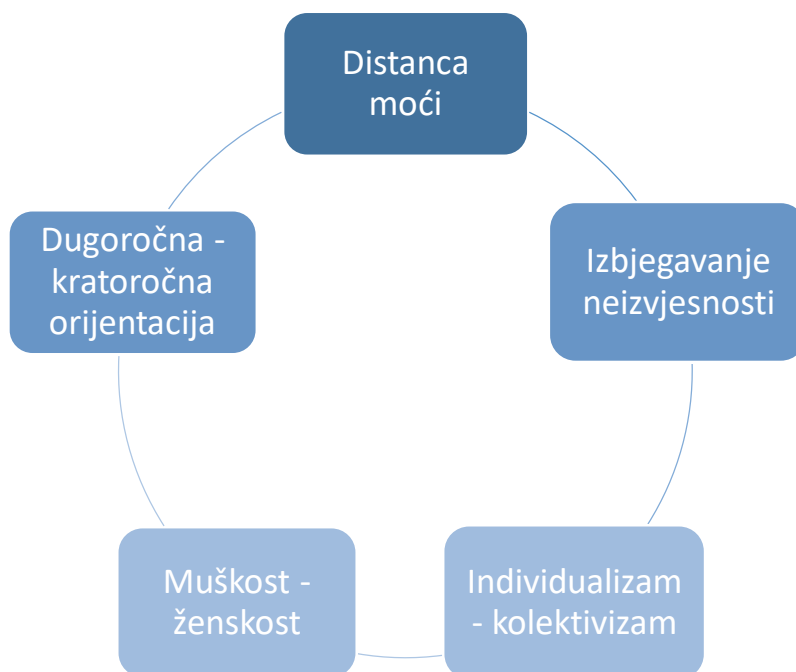 Distanca
moći
Izbjegavanje
neizvjesnosti
Individualizam
- kolektivizam
Muškost -
ženskost
Dugoročna -
kratoročna
orijentacija